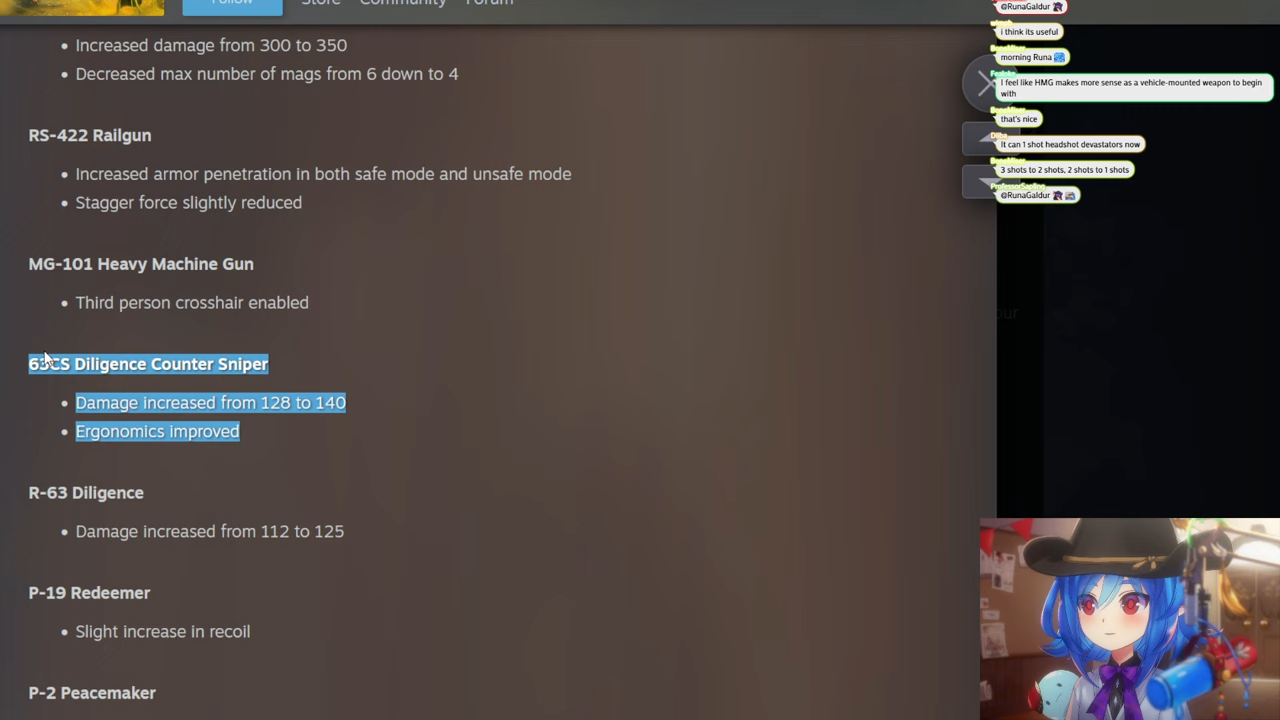 Follow
Store
Community
Forum
Increased damage from 300 to 350
Decreased max number of mags from 6 down to 4
RS-422 Railgun
Increased armor penetration in both safe mode and unsafe mode
Stagger force slightly reduced
MG-101 Heavy Machine Gun
Third person crosshair enabled
63CS Diligence Counter Sniper
Damage increased from 128 to 140
Ergonomics improved
R-63 Diligence
Damage increased from 112 to 125
P-19 Redeemer
Slight increase in recoil
P-2 Peacemaker
@RunaGaldur
i think its useful
morning Runa
I feel like HMG makes more sense as a vehicle-mounted weapon to begin
with
that's nice
It can 1 shot headshot devastators now
3 shots to 2 shots, 2 shots to 1 shots
ProfessorSapling
@RunaGaldur